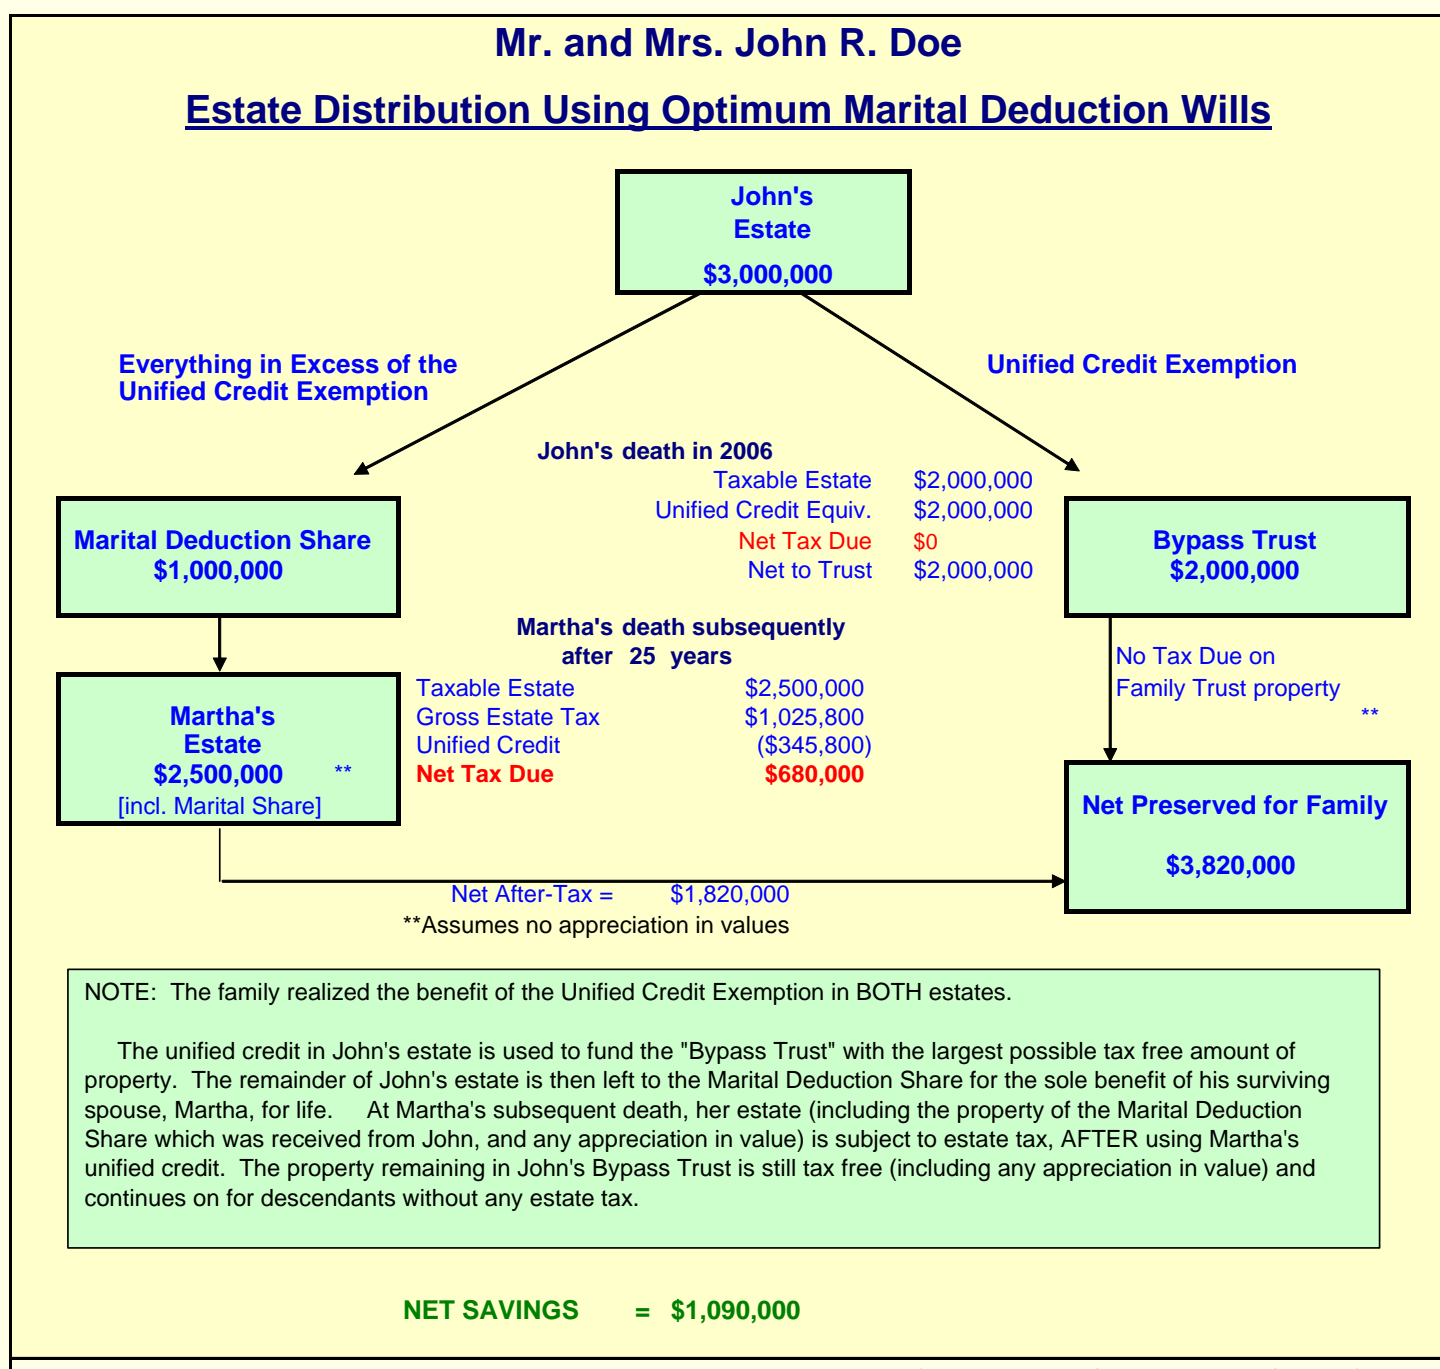 Mr. and Mrs. John R. Doe
Estate Distribution Using Optimum Marital Deduction Wills
John's
Estate
$3,000,000
Everything in Excess of the
Unified Credit Exemption
Unified Credit Exemption
John's death in 2006
Taxable Estate $2,000,000
Unified Credit Equiv. $2,000,000
Net Tax Due $0
Net to Trust $2,000,000
Marital Deduction Share
$1,000,000
Bypass Trust
$2,000,000
Martha's death subsequently
after 25 years
Taxable Estate $2,500,000
Gross Estate Tax $1,025,800
Unified Credit ($345,800)
Net Tax Due $680,000
No Tax Due on
Family Trust property
**
Martha's
Estate
$2,500,000 **
[incl. Marital Share]
Net Preserved for Family
$3,820,000
Net After-Tax = $1,820,000
**Assumes no appreciation in values
NOTE: The family realized the benefit of the Unified Credit Exemption in BOTH estates.
The unified credit in John's estate is used to fund the "Bypass Trust" with the largest possible tax free amount of
property. The remainder of John's estate is then left to the Marital Deduction Share for the sole benefit of his surviving
spouse, Martha, for life. At Martha's subsequent death, her estate (including the property of the Marital Deduction
Share which was received from John, and any appreciation in value) is subject to estate tax, AFTER using Martha's
unified credit. The property remaining in John's Bypass Trust is still tax free (including any appreciation in value) and
continues on for descendants without any estate tax.
NET SAVINGS = $1,090,000